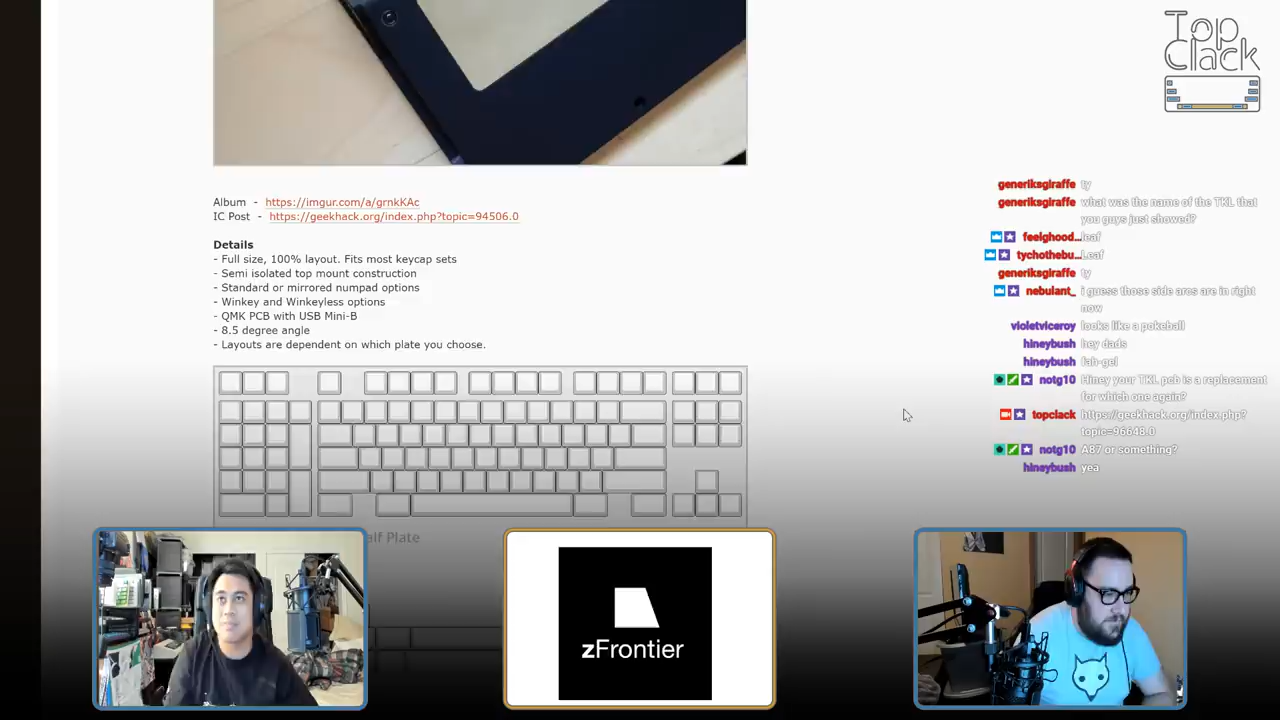 Top
Clack
Album - https://imgur.com/a/grnkKAc
IC Post - https://geekhack.org/index.php?topic=94506.0
Details
- Full size, 100% layout. Fits most keycap sets
- Semi isolated top mount construction
- Standard or mirrored numpad options
- Winkey and Winkeyless options
- QMK PCB with USB Mini-B
- 8.5 degree angle
- Layouts are dependent on which plate you choose.
generiksgiraffe ty
generiksgiraffe what was the name of the TKL that
you guys just showed?
feelghood... leaf
tychothebu... Leaf
generiksgiraffe ty
nebulant_ i guess those side arcs are in right
now
violetviceroy looks like a pokeball
hineybush hey dads
hineybush fab-gel
notg10 Hiney your TKL pcb is a replacement
for which one again?
topclack https://geekhack.org/index.php?
topic=96648.0
notg10 A87 or something?
hineybush yea
alf Plate
zFrontier